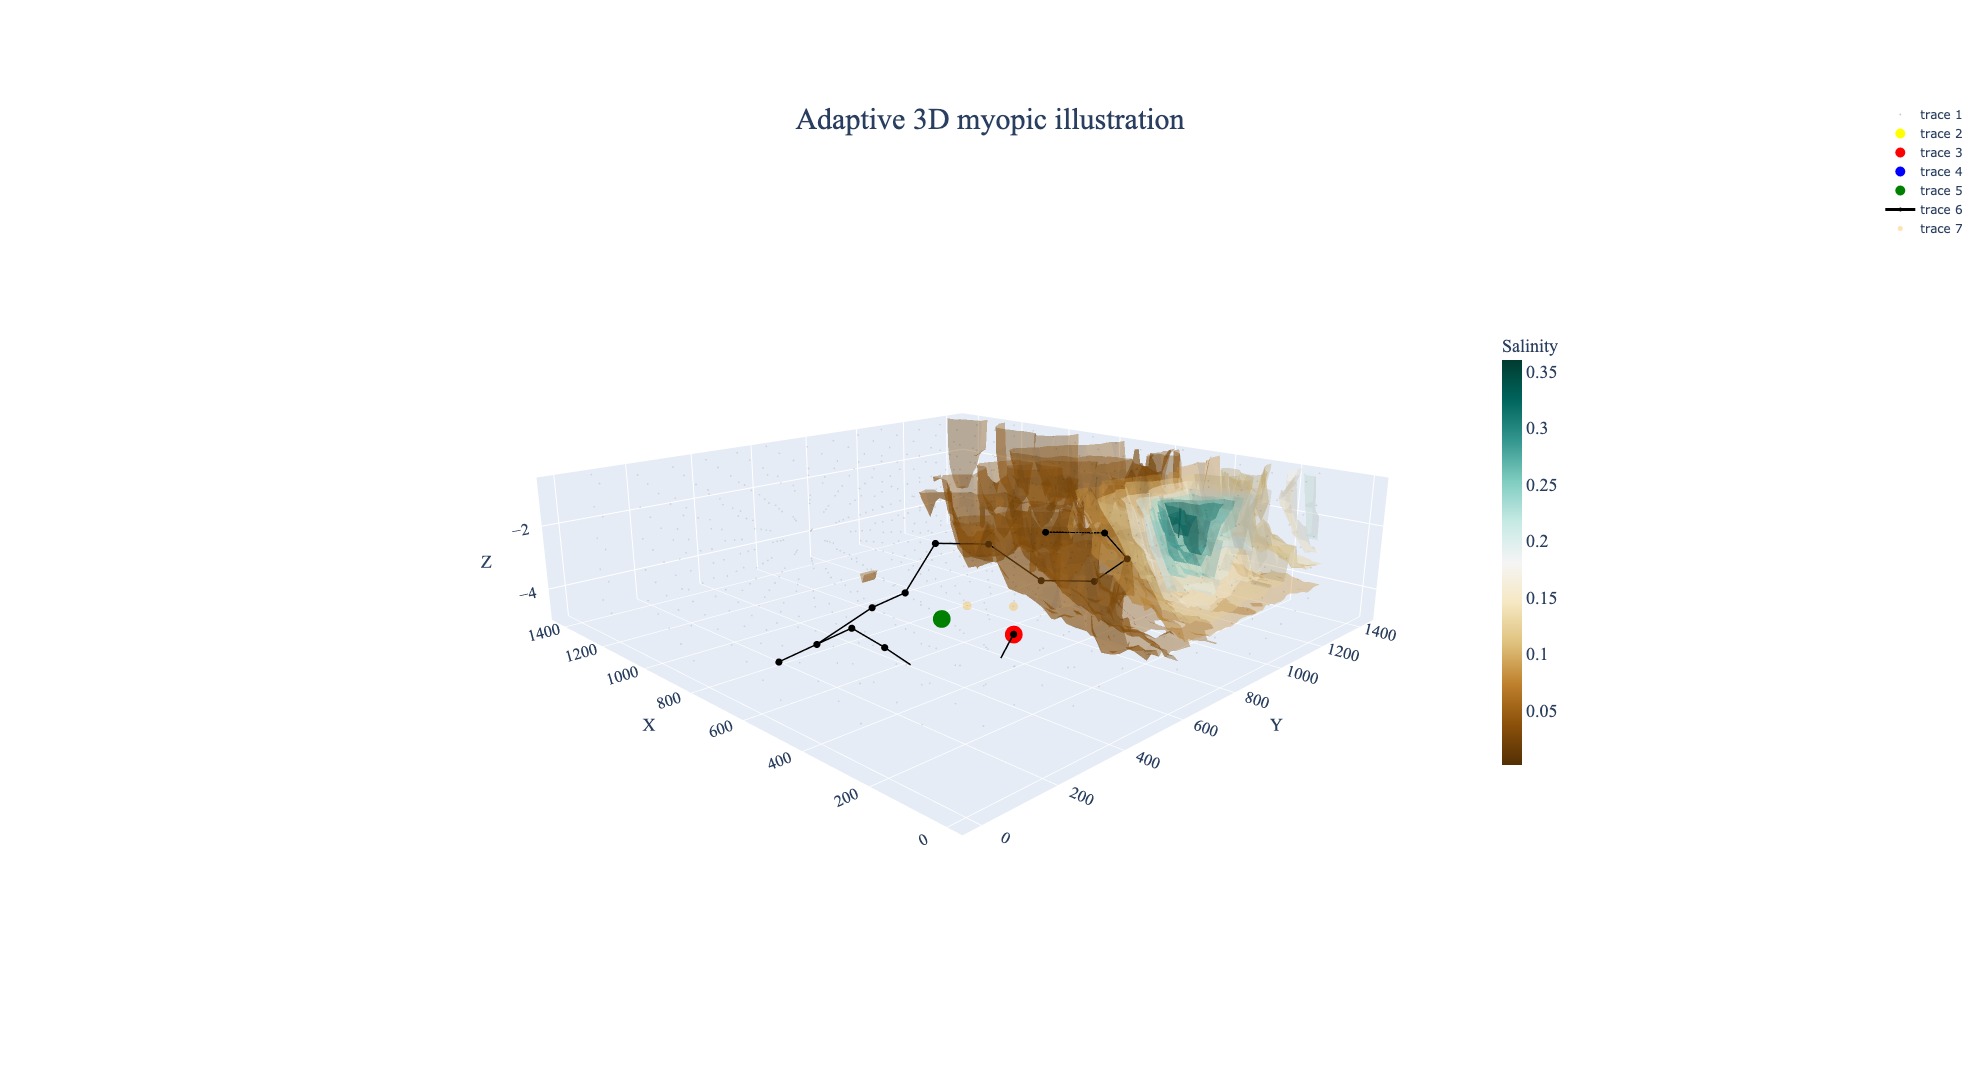 Adaptive 3D myopic illustration
trace 1
trace 2
trace 3
trace 4
trace 5
trace 6
trace 7
Salinity
0.35
0.3
0.25
0.2
0.15
0.1
0.05
−2
−4
Z
1400
1200
1000
800
600
400
200
0
X
0
200
400
600
800
1000
1200
1400
Y